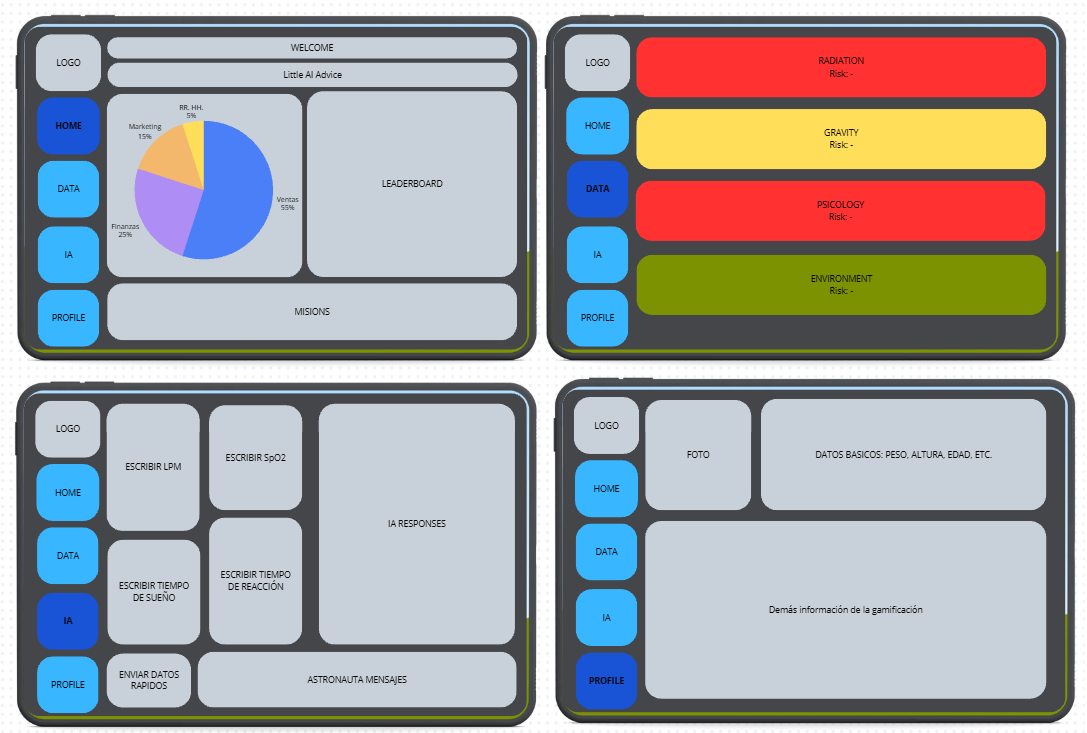 LOGO
HOME
DATA
IA
PROFILE
WELCOME
Little AI Advice
RR. HH.
5%
Marketing
15%
Ventas
55%
Finanzas
25%
LEADERBOARD
MISIONS
LOGO
HOME
DATA
IA
PROFILE
RADIATION
Risk: -
GRAVITY
Risk: -
PSICOLOGY
Risk: -
ENVIRONMENT
Risk: -
LOGO
HOME
DATA
IA
PROFILE
ESCRIBIR LPM
ESCRIBIR SpO2
ESCRIBIR TIEMPO
DE SUEÑO
ESCRIBIR TIEMPO
DE REACCIÓN
IA RESPONSES
ENVIAR DATOS
RAPIDOS
ASTRONAUTA MENSAJES
LOGO
HOME
DATA
IA
PROFILE
FOTO
DATOS BASICOS: PESO, ALTURA, EDAD, ETC.
Demás información de la gamificación